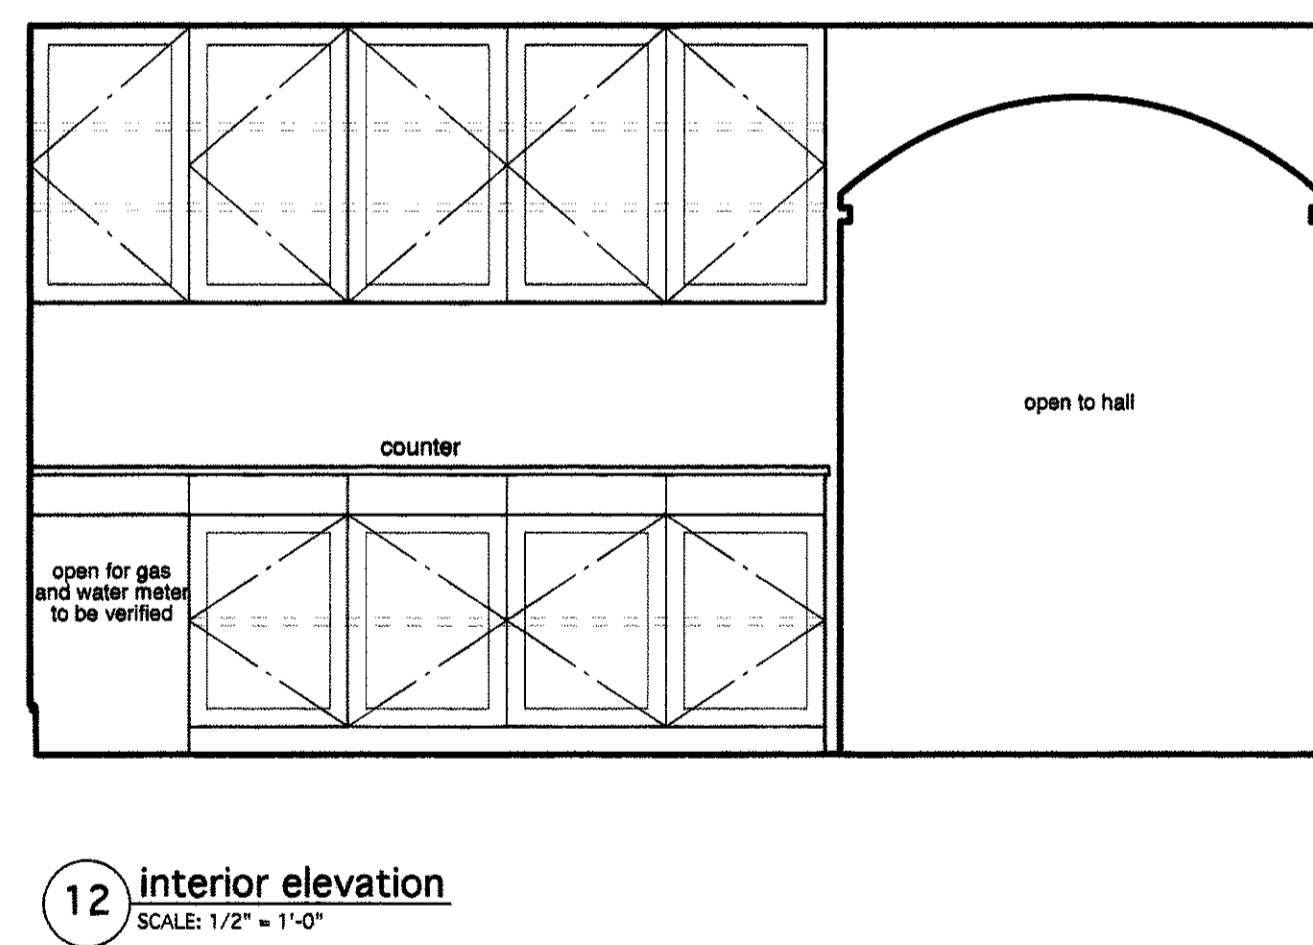 open to hall
counter
open for gas
and water meter
to be verified
12
interior elevation
SCALE: 1/2" = 1'-0"